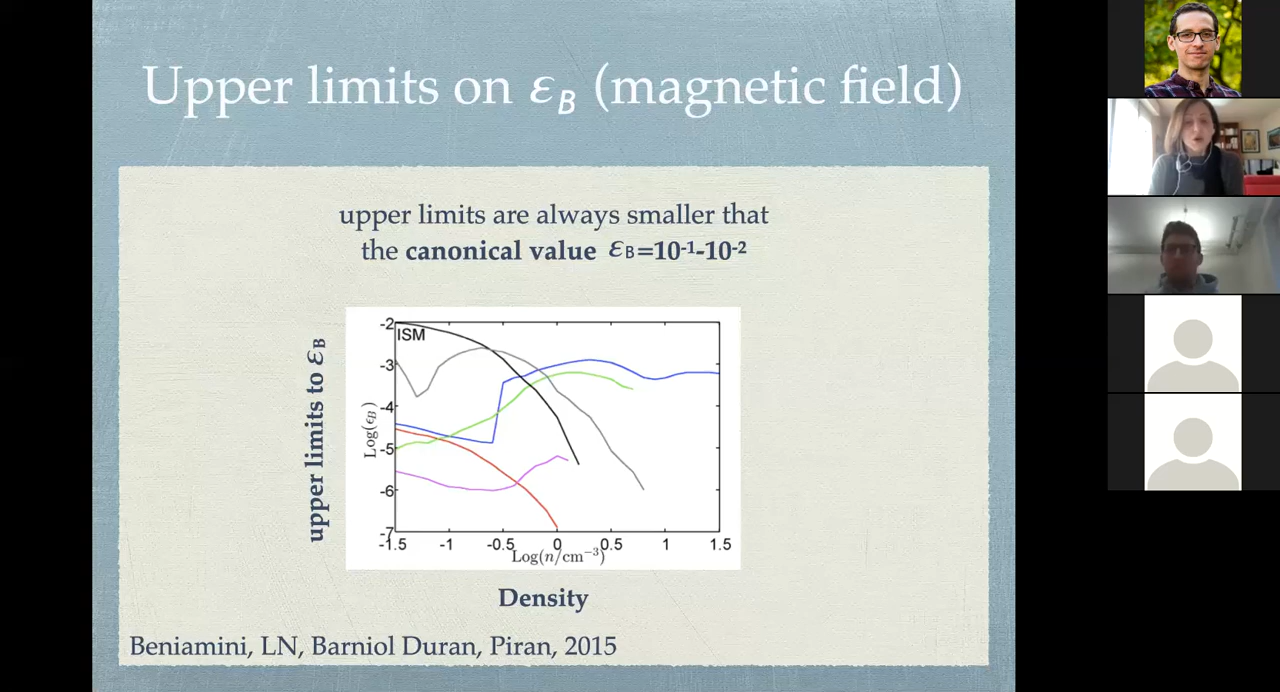 Upper limits on εB (magnetic field)
upper limits are always smaller that
the canonical value εB=10-1-10-2
upper limits to εB
Log(ϵB)
-2
-3
-4
-5
-6
-7
ISM
-1.5 -1 -0.5 0 0.5 1 1.5
Log(n/cm-3)
Density
Beniamini, LN, Barniol Duran, Piran, 2015